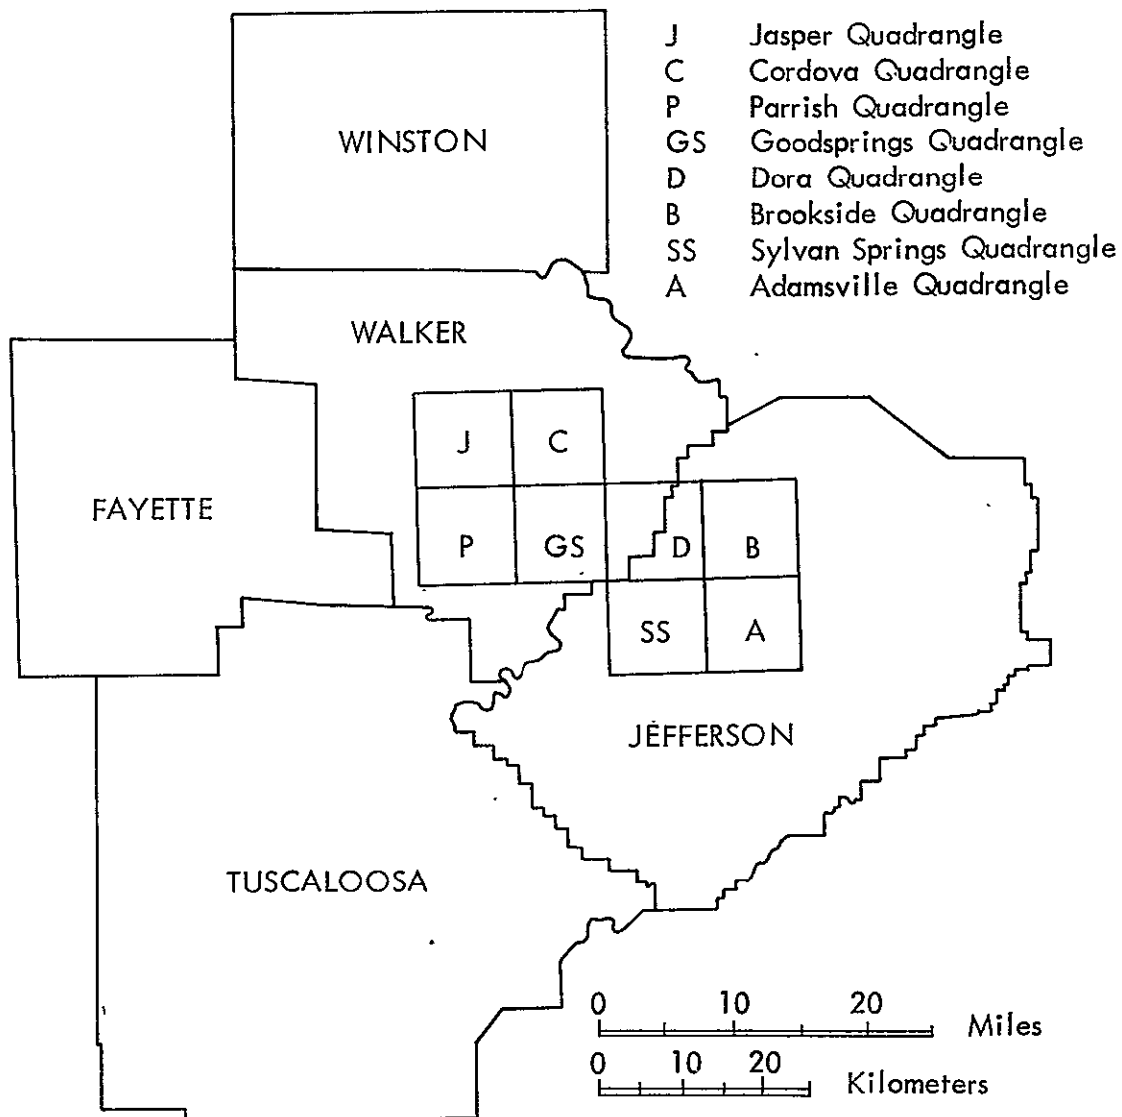 J Jasper Quadrangle
C Cordova Quadrangle
P Parrish Quadrangle
GS Goodsprings Quadrangle
D Dora Quadrangle
B Brookside Quadrangle
SS Sylvan Springs Quadrangle
A Adamsville Quadrangle
WINSTON
WALKER
J C
FAYETTE
P GS D B
SS A
JEFFERSON
TUSCALOOSA
0 10 20
Miles
0 10 20
Kilometers